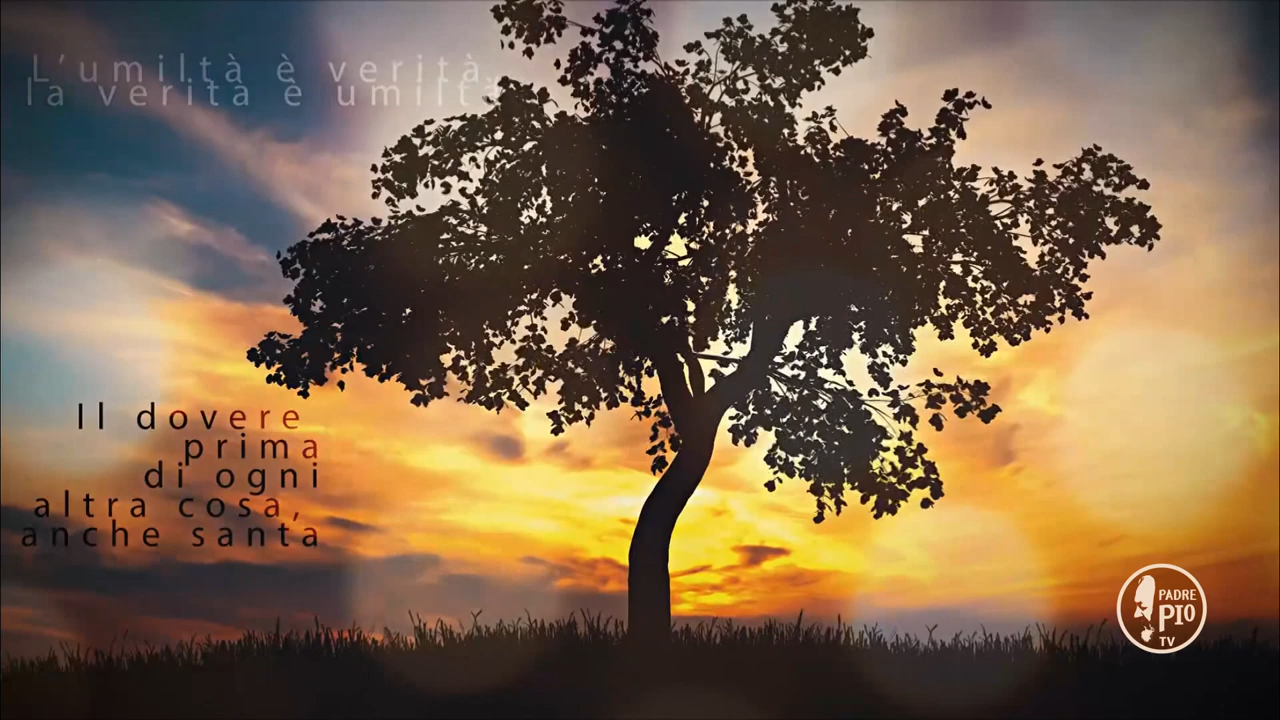 L'umiltà è verità,
la verità è umiltà
Il dovere
prima
di ogni
altra cosa,
anche santa
PADRE
PIO
TV